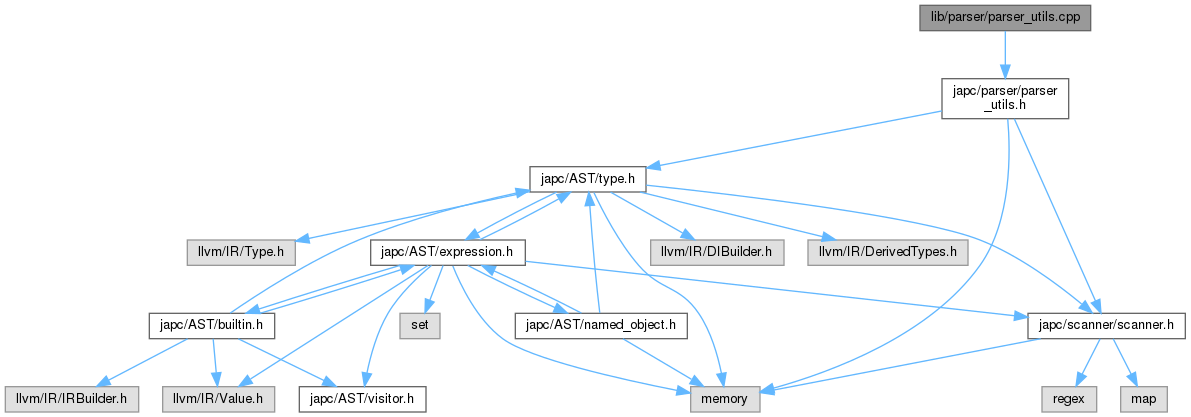 lib/parser/parser_utils.cpp
japc/parser/parser
_utils.h
japc/AST/type.h
llvm/IR/Type.h
japc/AST/expression.h
llvm/IR/DIBuilder.h
llvm/IR/DerivedTypes.h
japc/AST/builtin.h
set
japc/AST/named_object.h
japc/scanner/scanner.h
llvm/IR/IRBuilder.h
llvm/IR/Value.h
japc/AST/visitor.h
memory
regex
map